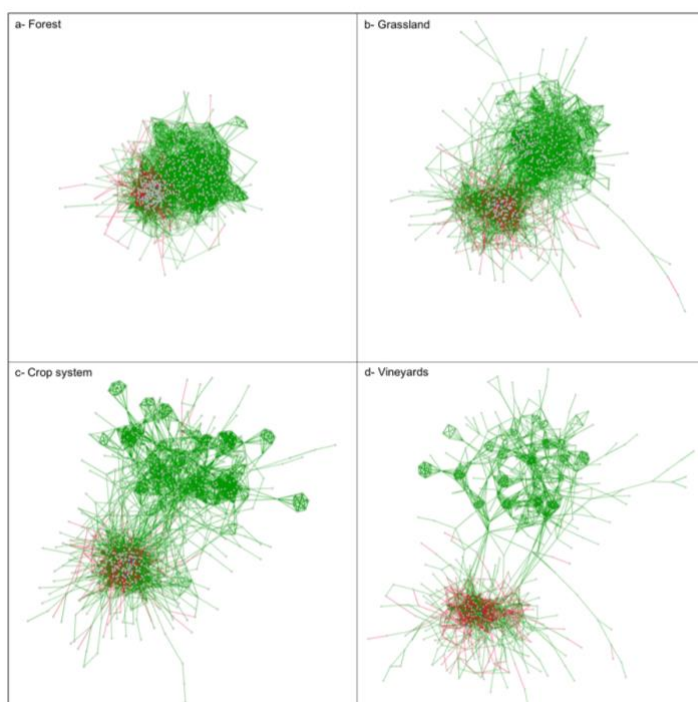 a- Forest
b- Grassland
c- Crop system
d- Vineyards